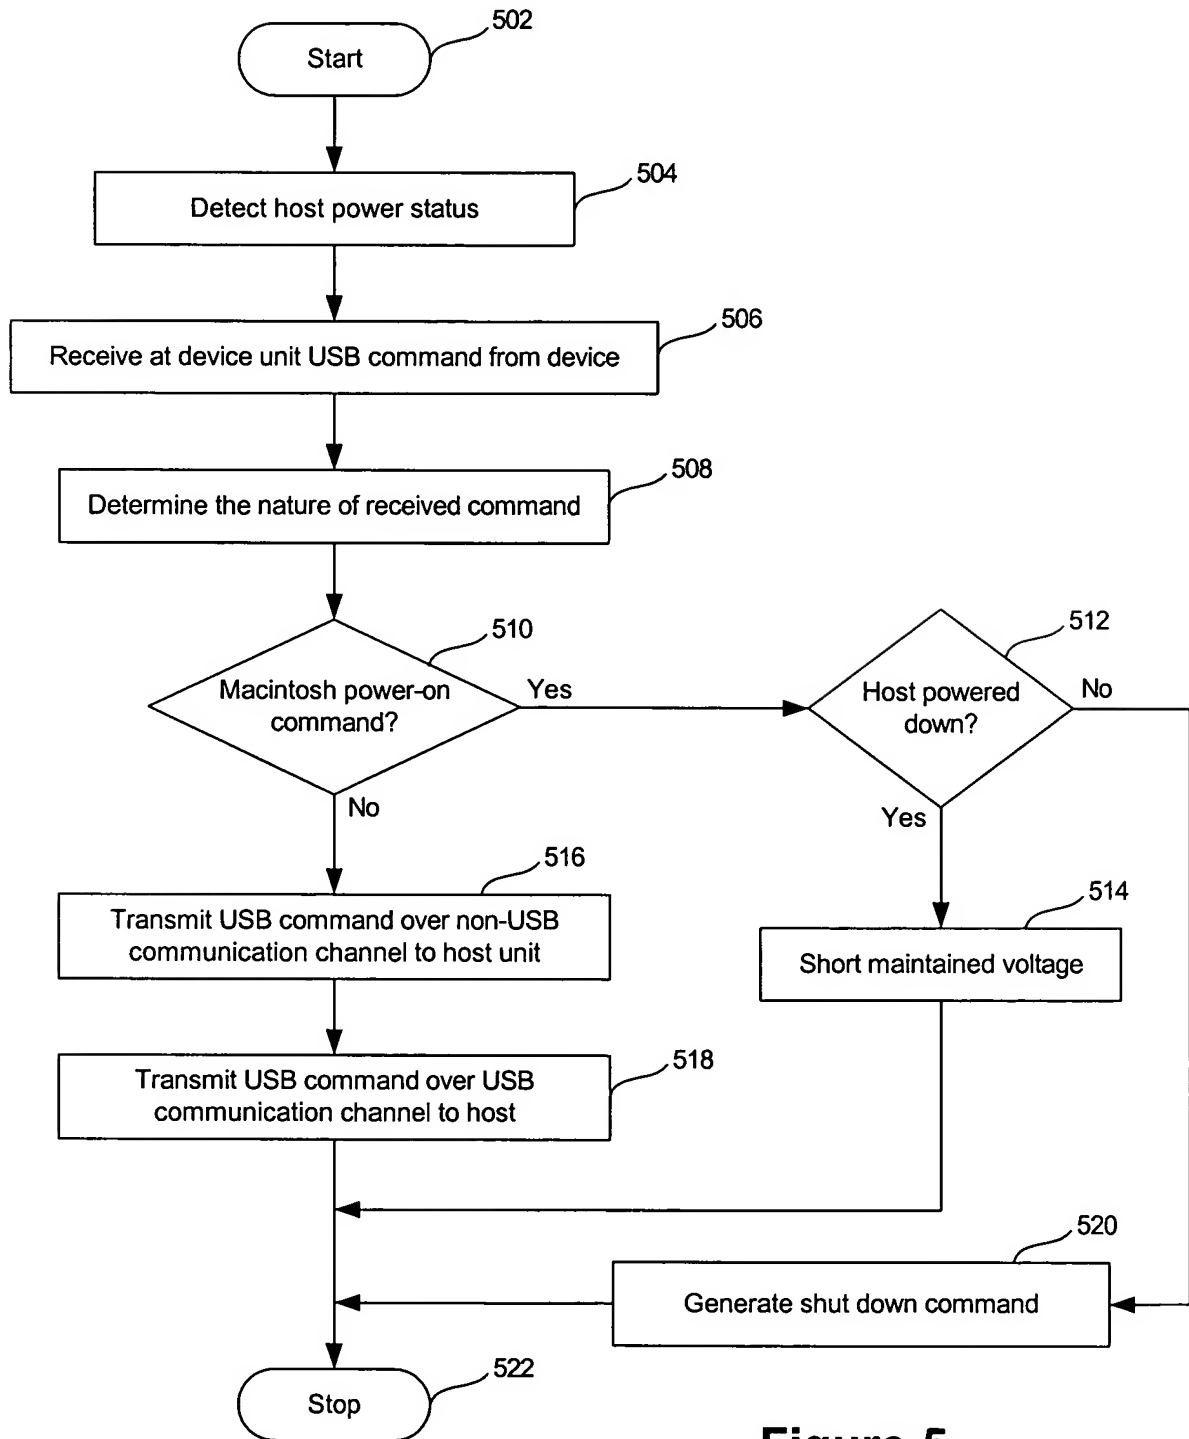 502
Start
504
Detect host power status
506
Receive at device unit USB command from device
508
Determine the nature of received command
510
Macintosh power-on
command?
Yes
No
512
Host powered
down?
No
Yes
516
Transmit USB command over non-USB
communication channel to host unit
514
Short maintained voltage
518
Transmit USB command over USB
communication channel to host
520
Generate shut down command
522
Stop
Figure 5